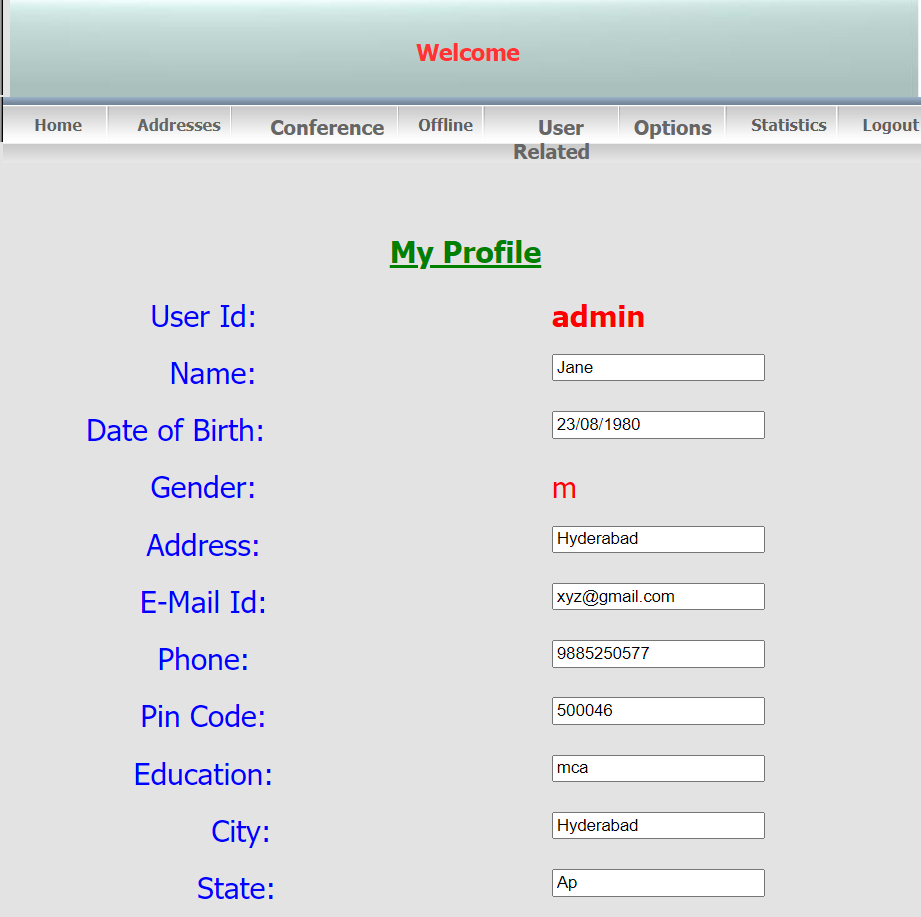 Welcome
Home Addresses Conference Offline User Related Options Statistics Logout
My Profile
User Id: admin
Name: Jane
Date of Birth: 23/08/1980
Gender: m
Address: Hyderabad
E-Mail Id: xyz@gmail.com
Phone: 9885250577
Pin Code: 500046
Education: mca
City: Hyderabad
State: Ap